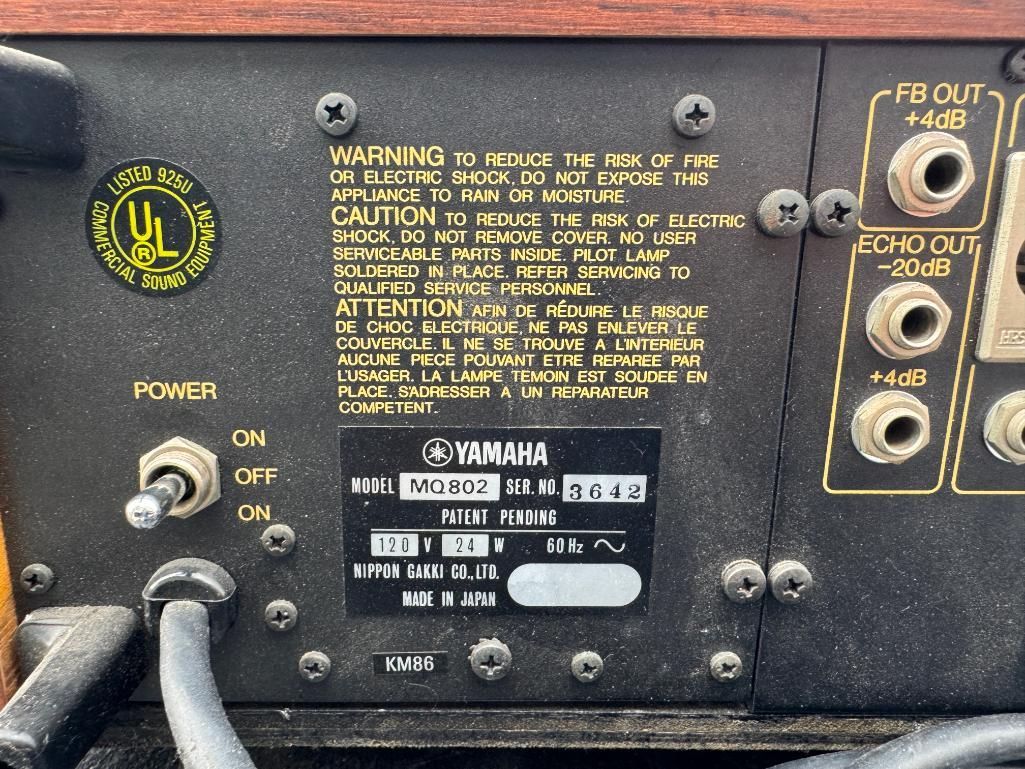 LISTED 925U
UL
®
COMMERCIAL SOUND EQUIPMENT
WARNING TO REDUCE THE RISK OF FIRE
OR ELECTRIC SHOCK, DO NOT EXPOSE THIS
APPLIANCE TO RAIN OR MOISTURE.
CAUTION TO REDUCE THE RISK OF ELECTRIC
SHOCK, DO NOT REMOVE COVER. NO USER
SERVICEABLE PARTS INSIDE. PILOT LAMP
SOLDERED IN PLACE. REFER SERVICING TO
QUALIFIED SERVICE PERSONNEL.
ATTENTION AFIN DE RÉDUIRE LE RISQUE
DE CHOC ELECTRIQUE, NE PAS ENLEVER LE
COUVERCLE. IL NE SE TROUVE A L'INTERIEUR
AUCUNE PIECE POUVANT ETRE REPAREE PAR
L'USAGER. LA LAMPE TEMOIN EST SOUDEE EN
PLACE. S'ADRESSER A UN REPARATEUR
COMPETENT.
POWER
ON
OFF
ON
YAMAHA
MODEL MQ802 SER. NO. 3642
PATENT PENDING
120 V 24 W 60 Hz
NIPPON GAKKI CO., LTD.
MADE IN JAPAN
KM86
FB OUT
+4dB
ECHO OUT
-20dB
+4dB